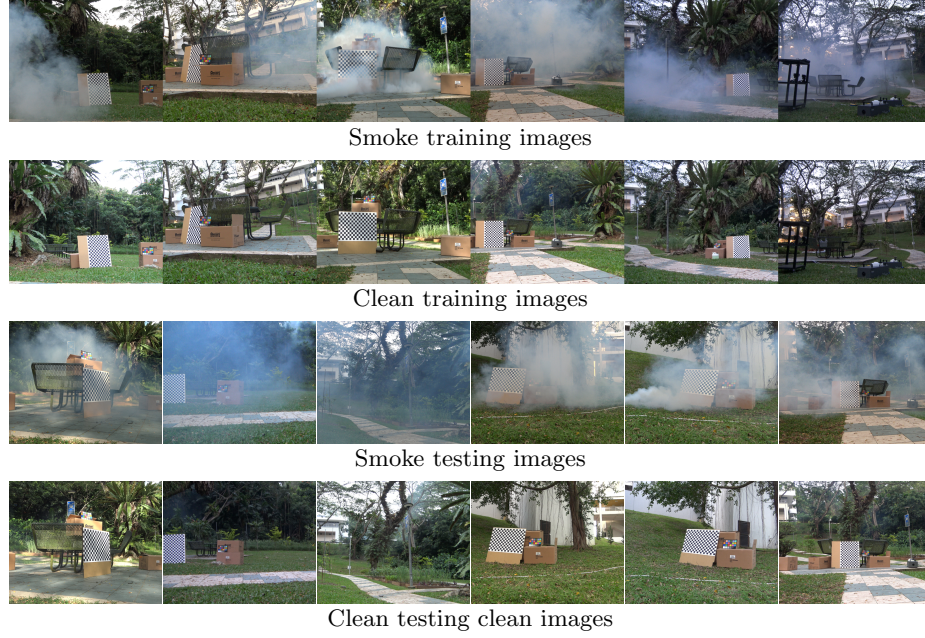 Smoke training images
Clean training images
Smoke testing images
Clean testing clean images